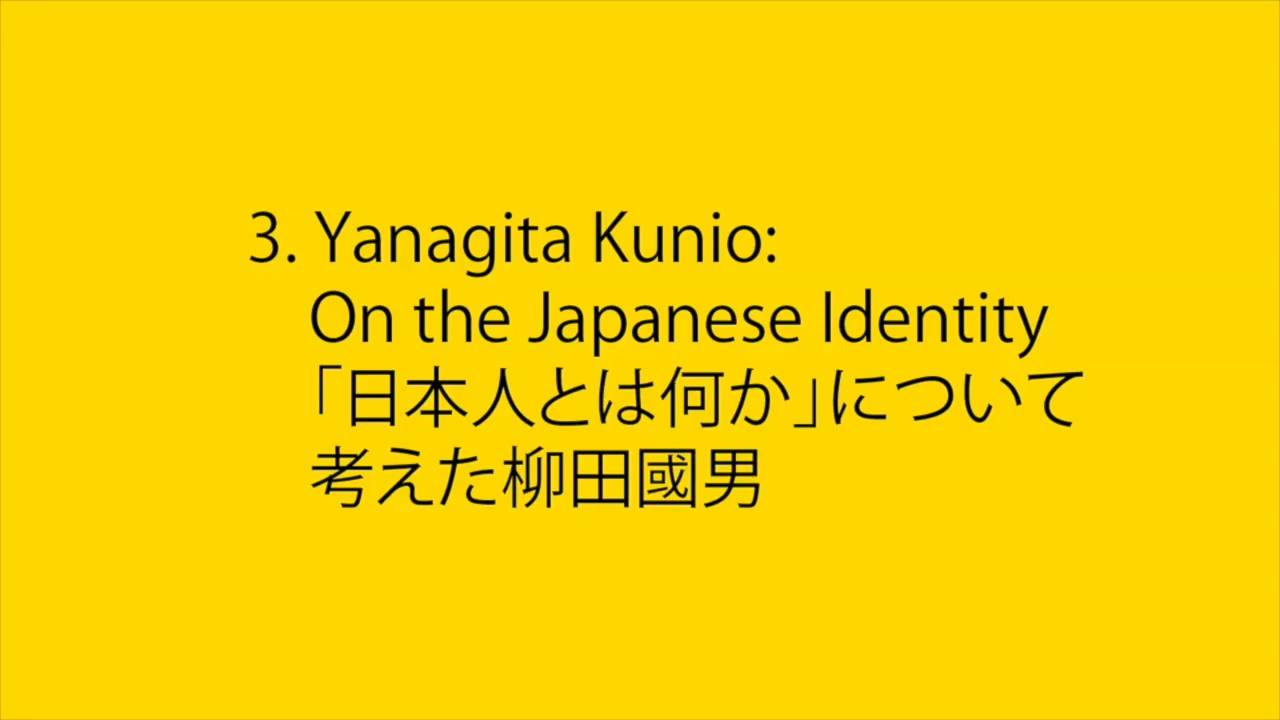 3. Yanagita Kunio:
On the Japanese Identity
「日本人とは何か」について
考えた柳田國男